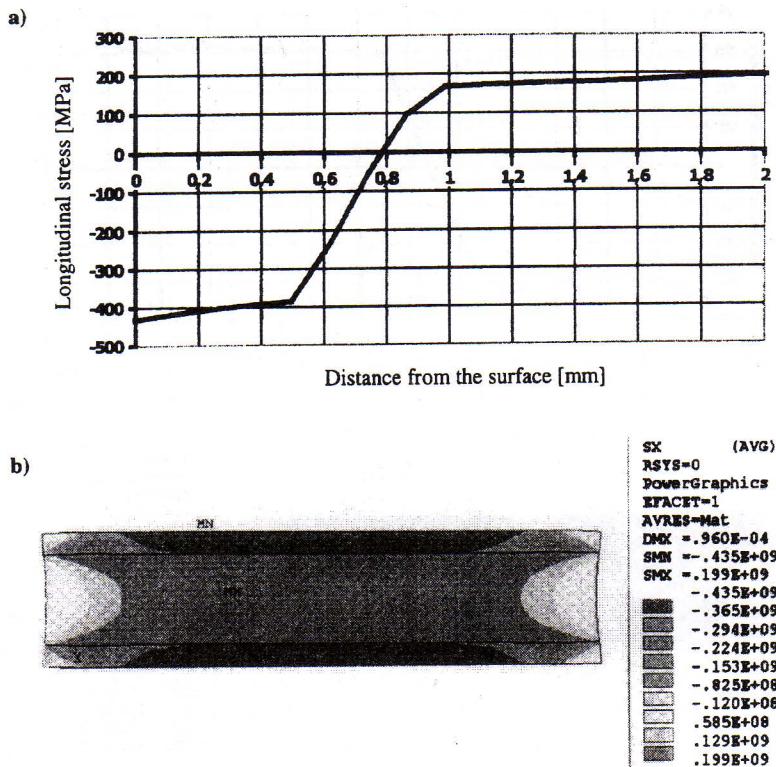 a)
300
200
100
0
-100
-200
-300
-400
-500
Longitudinal stress [MPa]
0 0,2 0,4 0,6 0,8 1 1,2 1,4 1,6 1,8 2
Distance from the surface [mm]
b)
MN
X
SX (AVG)
RSYS=0
PowerGraphics
EFACET=1
AVRES=Mat
DMX =.960E-04
SMN =-.435E+09
SMX =.199E+09
-.435E+09
-.365E+09
-.294E+09
-.224E+09
-.153E+09
-.825E+08
-.120E+08
.585E+08
.129E+09
.199E+09